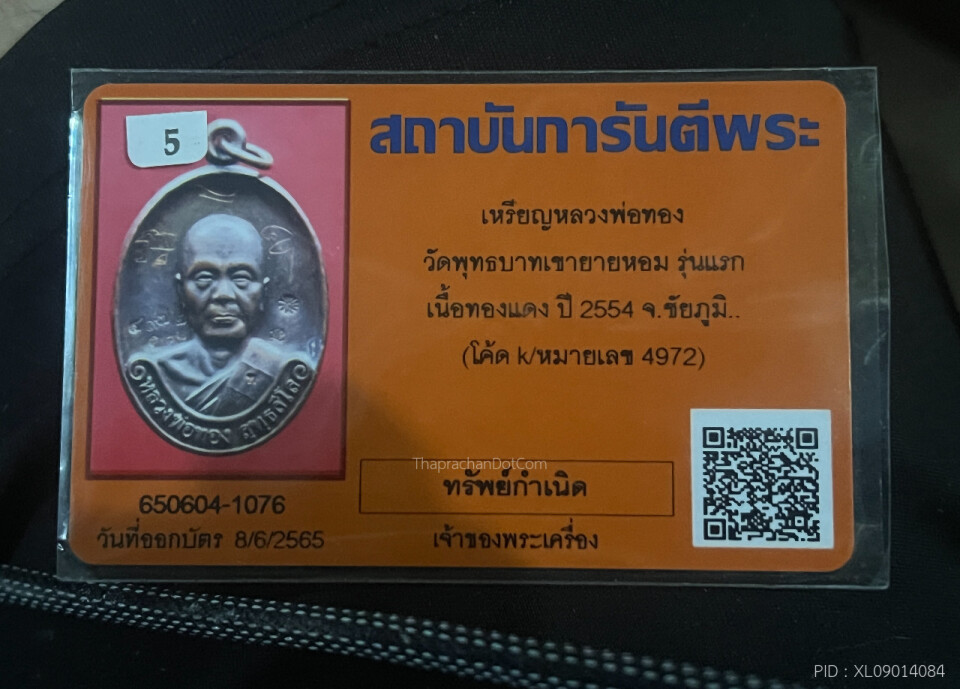 สถาบันการันตีพระ
5
เหรียญหลวงพ่อทอง
วัดพุทธบาทเขายายหอม รุ่นแรก
เนื้อทองแดง ปี 2554 จ.ชัยภูมิ..
(โค้ด k/หมายเลข 4972)
หลวงพ่อทอง สุทธสีโล
ThaprachanDotCom
ทรัพย์กำเนิด
650604-1076
วันที่ออกบัตร 8/6/2565
เจ้าของพระเครื่อง
PID : XL09014084